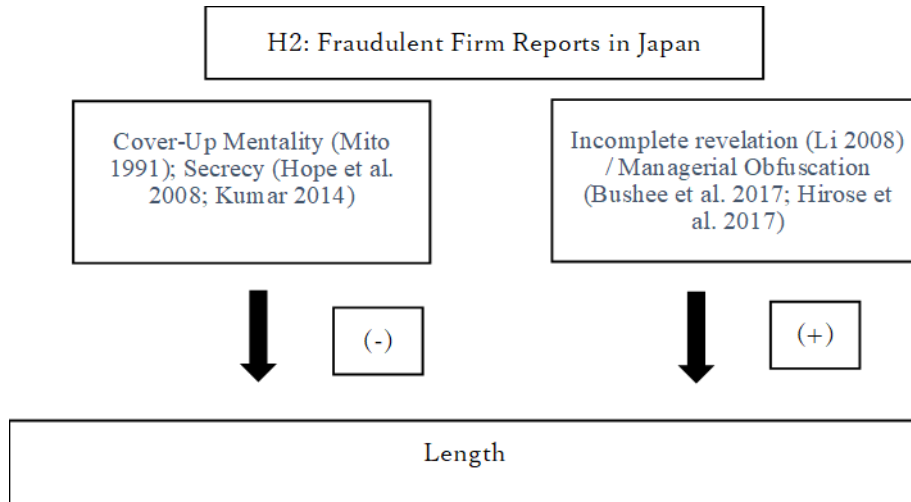 H2: Fraudulent Firm Reports in Japan
Cover-Up Mentality (Mito
1991); Secrecy (Hope et al.
2008; Kumar 2014)
Incomplete revelation (Li 2008)
/ Managerial Obfuscation
(Bushee et al. 2017; Hirose et
al. 2017)
(-)
(+)
Length